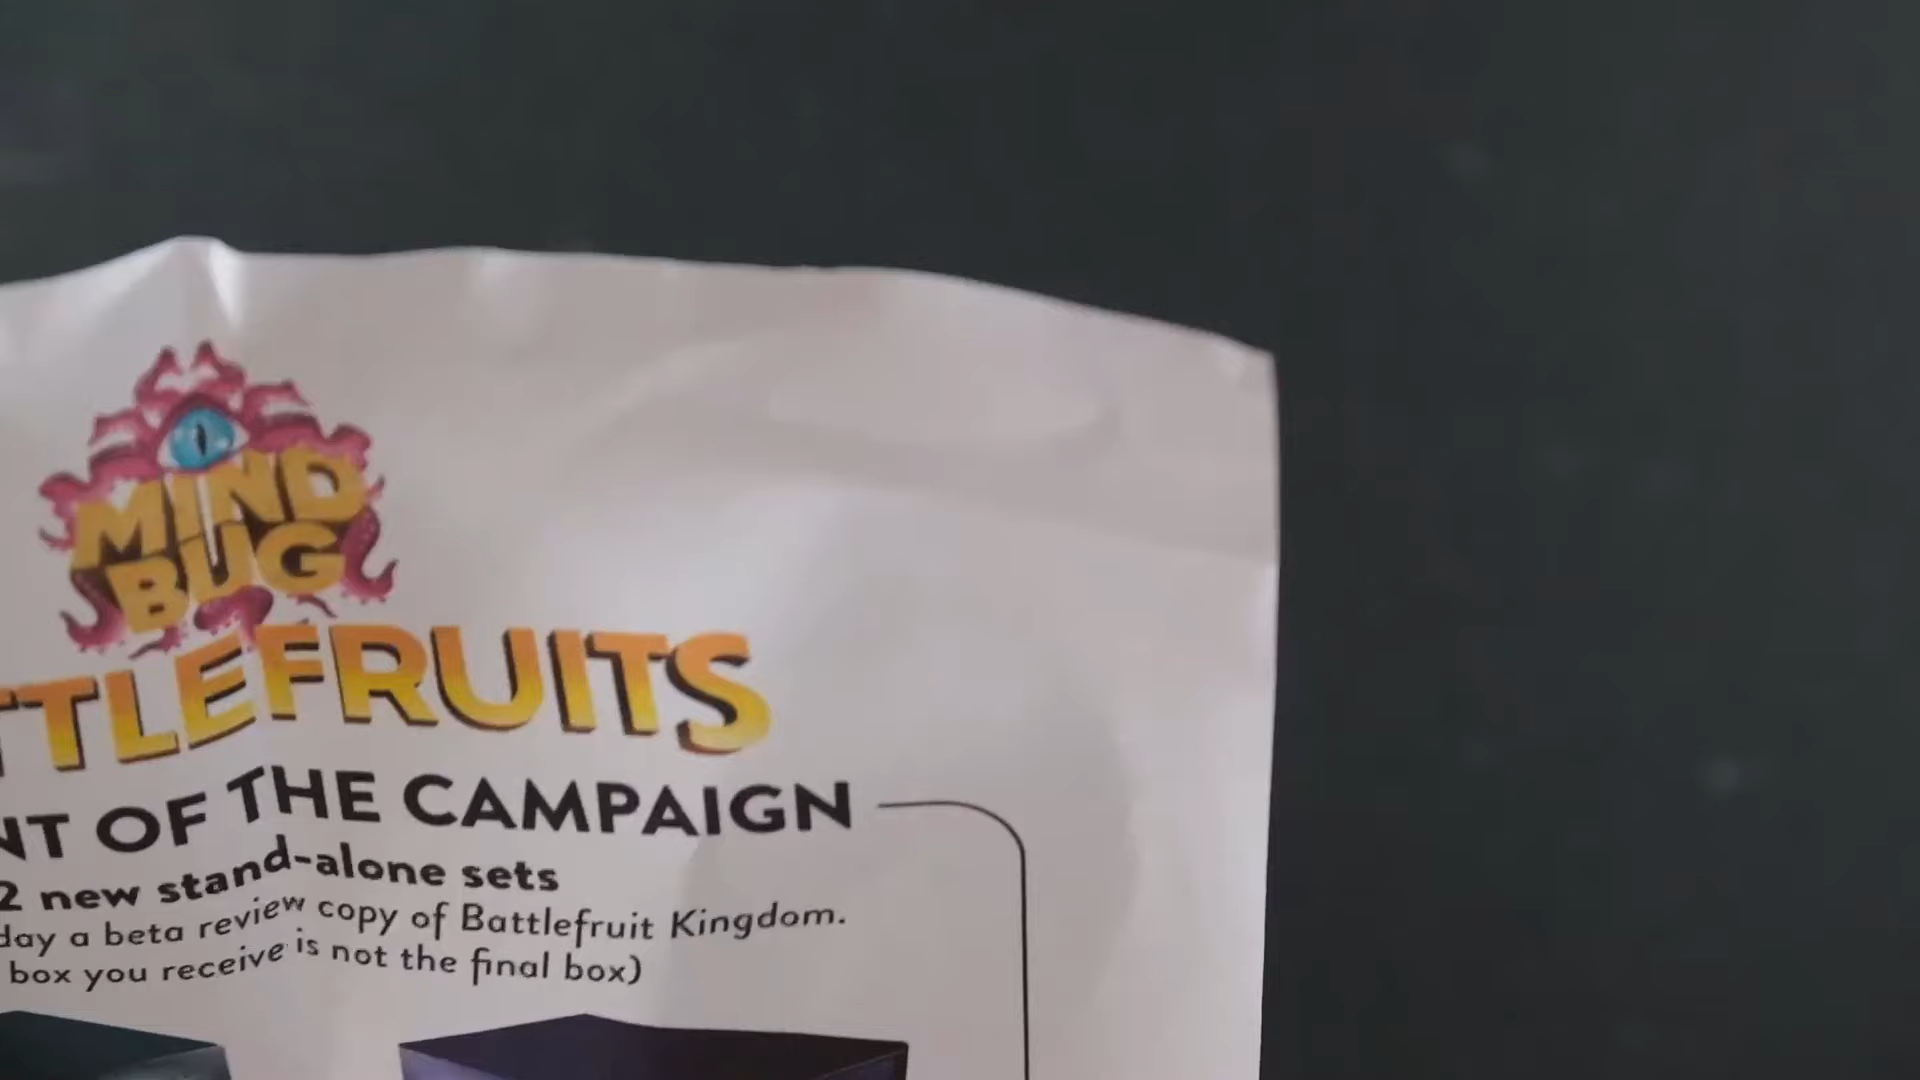 MIND
BUG
TTLEFRUITS
NT OF THE CAMPAIGN
2 new stand-alone sets
day a beta review copy of Battlefruit Kingdom.
box you receive is not the final box)